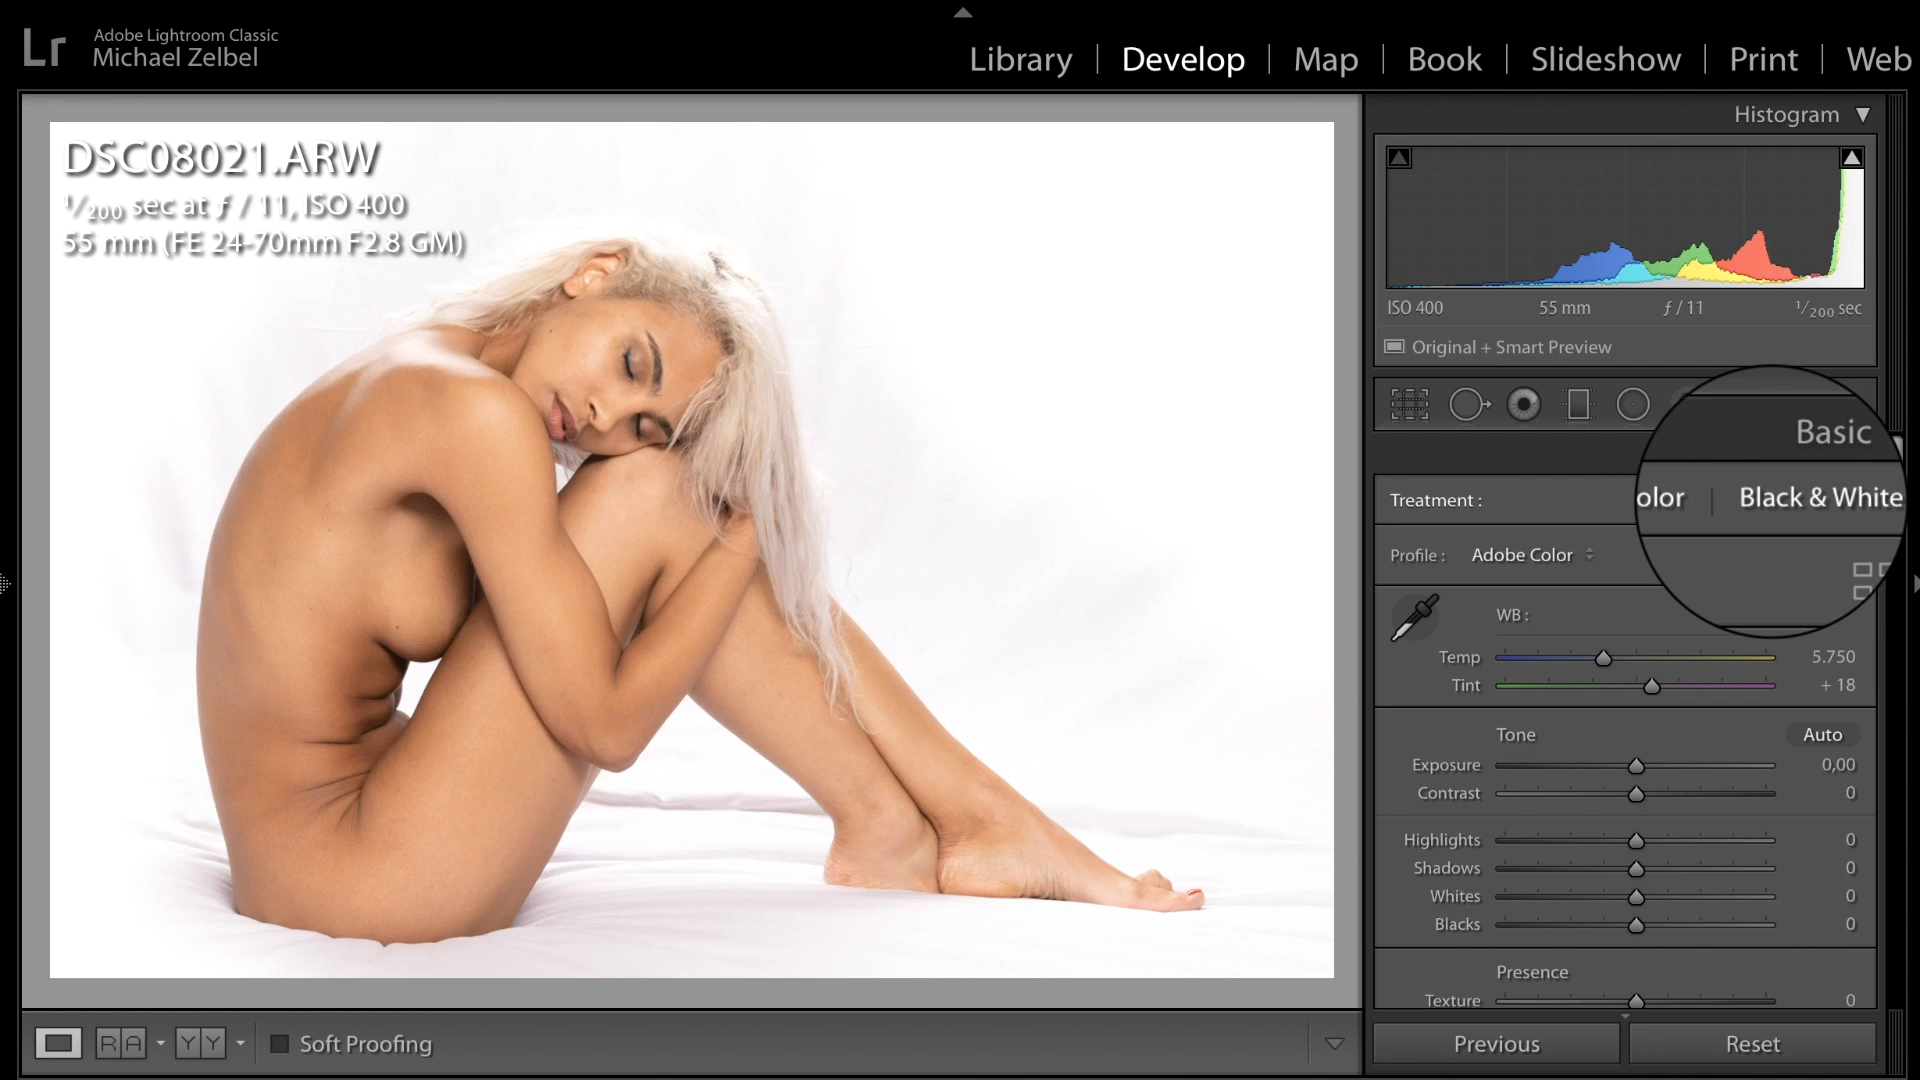 Lr
Adobe Lightroom Classic
Michael Zelbel
Library | Develop | Map | Book | Slideshow | Print | Web
DSC08021.ARW
1/200 sec at ƒ / 11, ISO 400
55 mm (FE 24-70mm F2.8 GM)
Histogram
ISO 400 55 mm ƒ / 11 1/200 sec
Original + Smart Preview
Basic
Treatment : olor | Black & White
Profile : Adobe Color
WB :
Temp 5.750
Tint + 18
Tone Auto
Exposure 0,00
Contrast 0
Highlights 0
Shadows 0
Whites 0
Blacks 0
Presence
Texture 0
R A Y Y Soft Proofing
Previous Reset